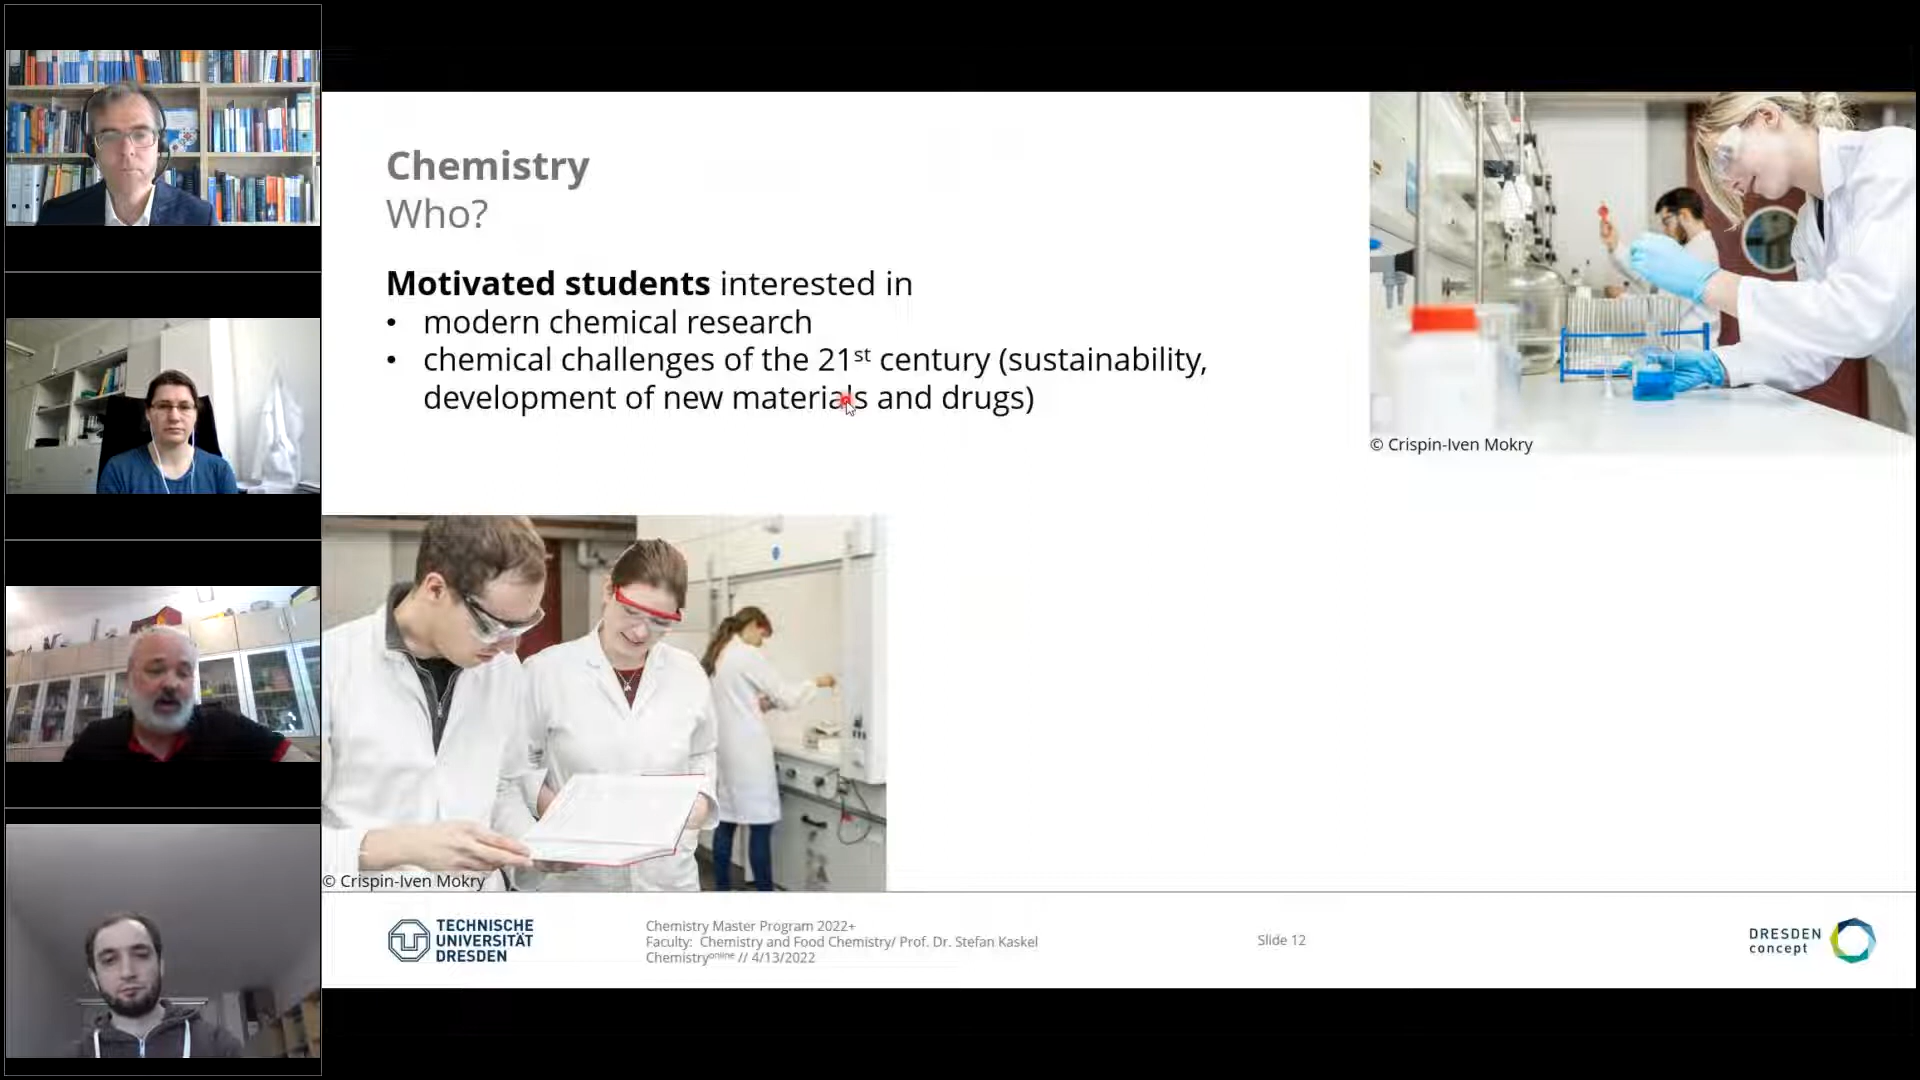 Chemistry
Who?
Motivated students interested in
• modern chemical research
• chemical challenges of the 21st century (sustainability,
development of new materials and drugs)
© Crispin-Iven Mokry
© Crispin-Iven Mokry
TECHNISCHE
UNIVERSITÄT
DRESDEN
Chemistry Master Program 2022+
Faculty: Chemistry and Food Chemistry/ Prof. Dr. Stefan Kaskel
Chemistryonline // 4/13/2022
Slide 12
DRESDEN
concept